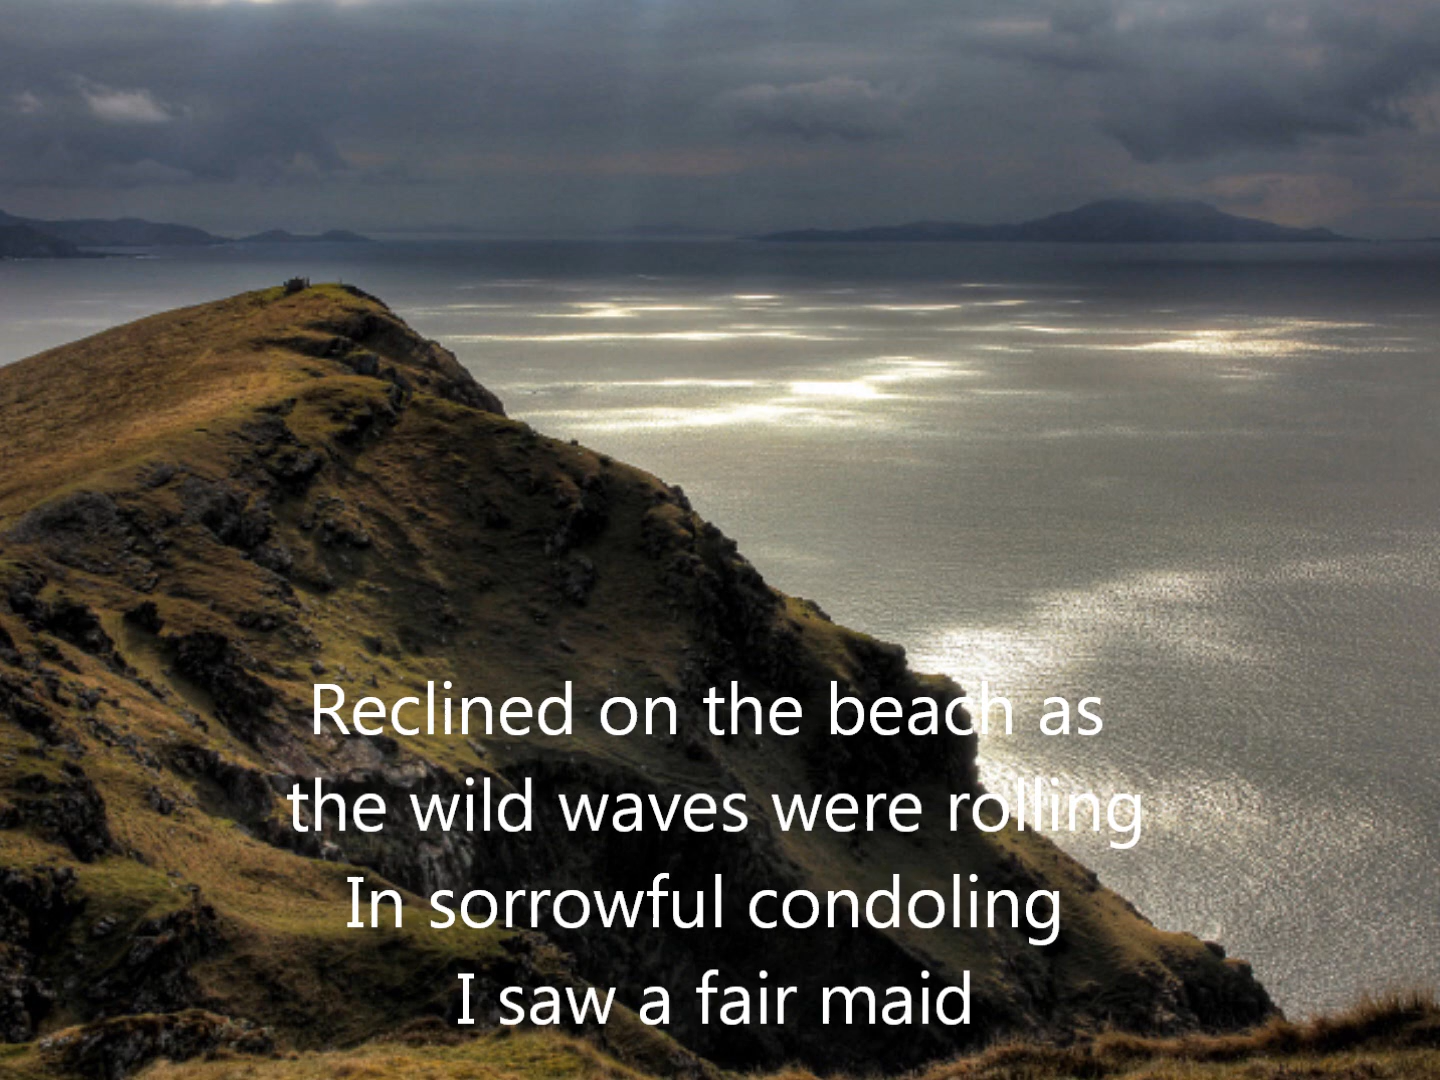 Reclined on the beach as
the wild waves were rolling
In sorrowful condoling
I saw a fair maid